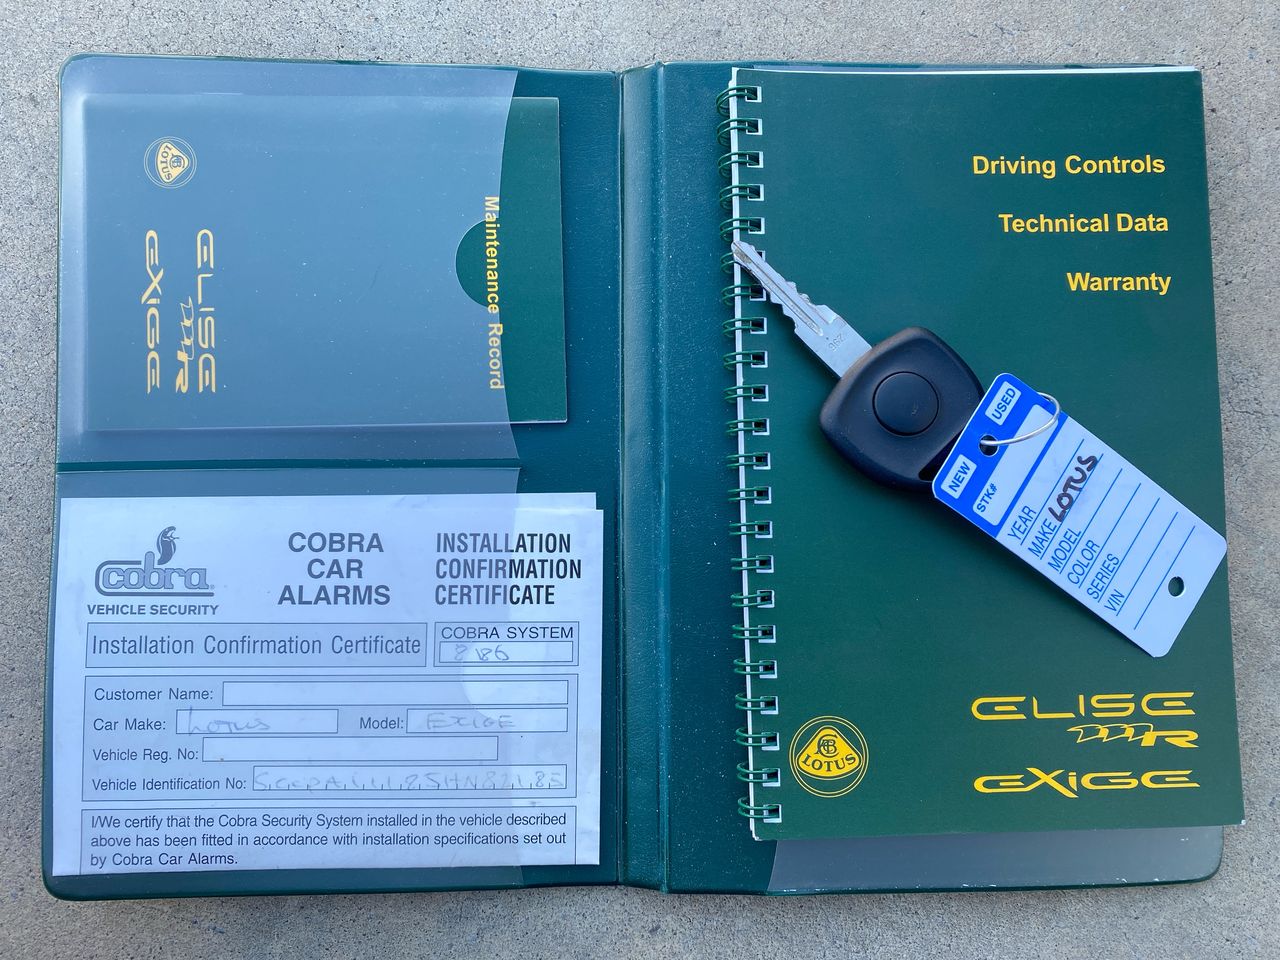 LOTUS
ELISE
111R
EXIGE
Maintenance Record
cobra
VEHICLE SECURITY
COBRA
CAR
ALARMS
INSTALLATION
CONFIRMATION
CERTIFICATE
Installation Confirmation Certificate
COBRA SYSTEM
8186
Customer Name:
Car Make: Lotus Model: EXIGE
Vehicle Reg. No:
Vehicle Identification No:
I/We certify that the Cobra Security System installed in the vehicle described
above has been fitted in accordance with installation specifications set out
by Cobra Car Alarms.
Driving Controls
Technical Data
Warranty
296
NEW USED
STK#
YEAR
MAKE LOTUS
MODEL
COLOR
SERIES
VIN
LOTUS
ELISE
111R
EXIGE